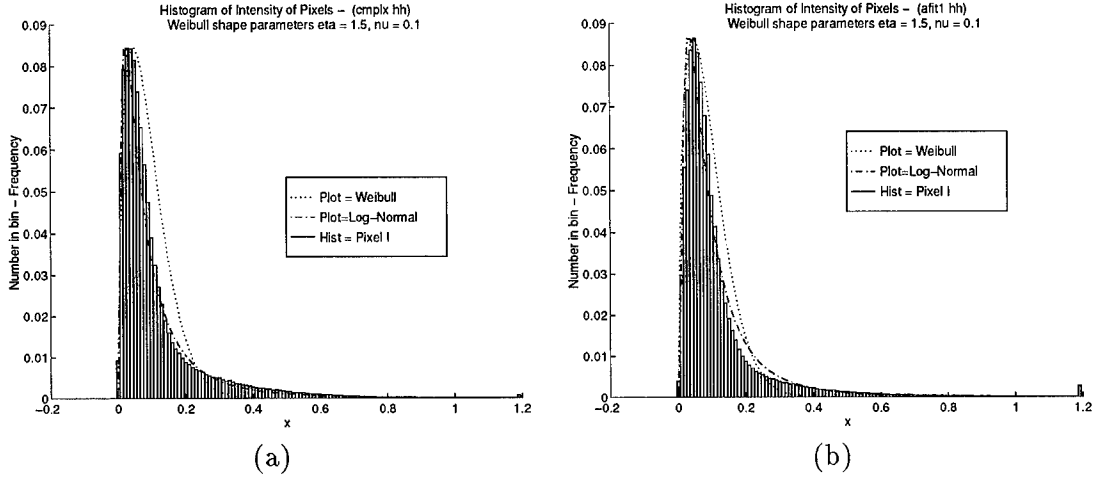 Histogram of Intensity of Pixels – (cmplx hh)
Weibull shape parameters eta = 1.5, nu = 0.1
Number in bin – Frequency
0.09
0.08
0.07
0.06
0.05
0.04
0.03
0.02
0.01
0
−0.2 0 0.2 0.4 0.6 0.8 1 1.2
x
Plot = Weibull
Plot=Log–Normal
Hist = Pixel I
(a)
Histogram of Intensity of Pixels – (afit1 hh)
Weibull shape parameters eta = 1.5, nu = 0.1
Number in bin – Frequency
0.09
0.08
0.07
0.06
0.05
0.04
0.03
0.02
0.01
0
−0.2 0 0.2 0.4 0.6 0.8 1 1.2
x
Plot = Weibull
Plot=Log–Normal
Hist = Pixel I
(b)